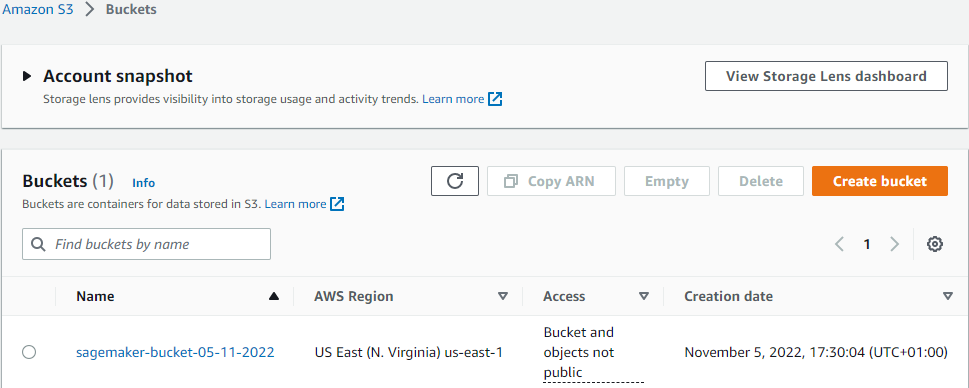 Amazon S3 > Buckets
Account snapshot
View Storage Lens dashboard
Storage lens provides visibility into storage usage and activity trends. Learn more
Buckets (1) Info
Copy ARN Empty Delete Create bucket
Buckets are containers for data stored in S3. Learn more
Find buckets by name
1
Name AWS Region Access Creation date
sagemaker-bucket-05-11-2022 US East (N. Virginia) us-east-1 Bucket and November 5, 2022, 17:30:04 (UTC+01:00)
objects not
public